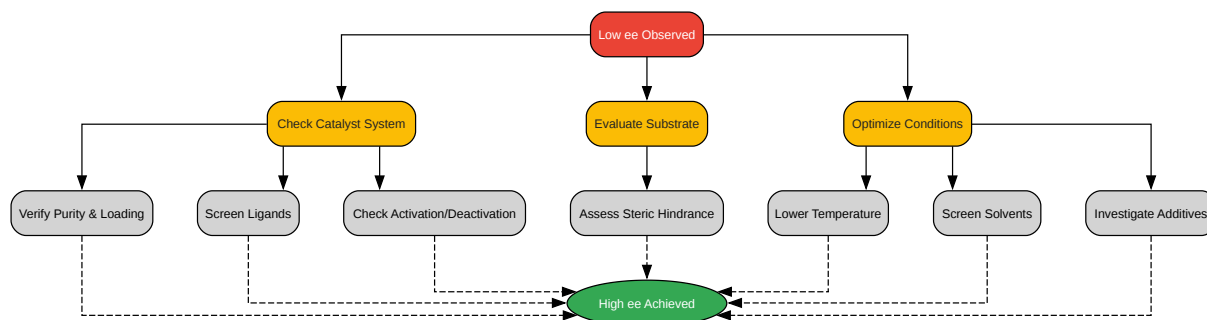 Low ee Observed
Check Catalyst System
Evaluate Substrate
Optimize Conditions
Verify Purity & Loading
Screen Ligands
Check Activation/Deactivation
Assess Steric Hindrance
Lower Temperature
Screen Solvents
Investigate Additives
High ee Achieved